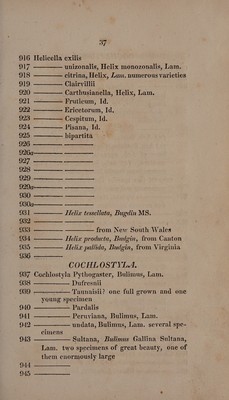 37
916 Helicella exilis
917 ——— unizonalis, Helix monozonalis, Lam.
918 ——— citrina, Helix, Lam. numerous varieties
919 ——— Clairvillii
920 ——— Carthusianella, Helix, Lam.
921 ——— Fruticum, Id.
922 ——— Ericetorum, Id.
923 ——— Cespitum, Id.
924 ——— Pisana, Id.
925 ——— bipartita
926 ——— ———
926a ——— ———
927 ——— ———
928 ——— ———
929 ——— ———
929a ——— ———
930 ——— ———
930a ——— ———
931 ——— Helix tessellata, Bugdin MS.
932 ——— ———
933 ——— ——— from New South Wales
934 ——— Helix producta, Budgin, from Canton
935 ——— Helix pallida, Budgin, from Virginia
936 ——— ———
COCHLOSTYLA.
937 Cochlostyla Pythogaster, Bulimus, Lam.
938 ——— Dufresnii
939 ——— Taunaisii? one full grown and one
young specimen
940 ——— Pardalis
941 ——— Peruviana, Bulimus, Lam.
942 ——— undata, Bulimus, Lam. several spe-
cimens
943 ——— Sultana, Bulimus Gallina Sultana,
Lam. two specimens of great beauty, one of
them enormously large
944 ——— ———
945 ——— ———